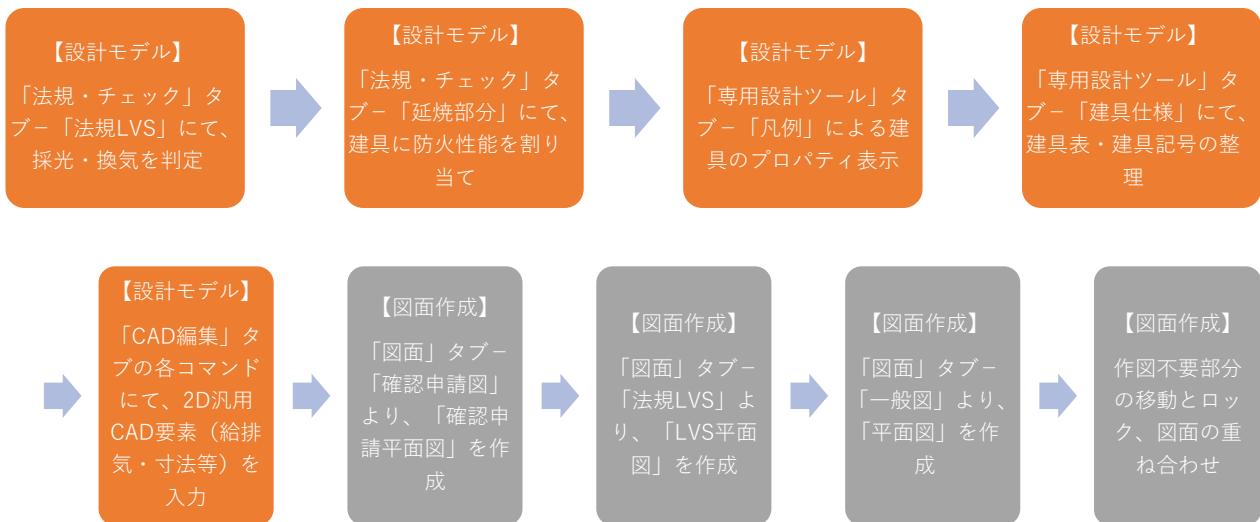 【設計モデル】
「法規・チェック」タ
ブ－「法規LVS」にて、
採光・換気を判定
【設計モデル】
「法規・チェック」タ
ブ－「延焼部分」にて、
建具に防火性能を割り
当て
【設計モデル】
「専用設計ツール」タ
ブ－「凡例」による建
具のプロパティ表示
【設計モデル】
「専用設計ツール」タ
ブ－「建具仕様」にて、
建具表・建具記号の整
理
【設計モデル】
「CAD編集」タ
ブの各コマンド
にて、2D汎用
CAD要素（給排
気・寸法等）を
入力
【図面作成】
「図面」タブ－
「確認申請図」
より、「確認申
請平面図」を作
成
【図面作成】
「図面」タブ－
「法規LVS」よ
り、「LVS平面
図」を作成
【図面作成】
「図面」タブ－
「一般図」より、
「平面図」を作
成
【図面作成】
作図不要部分
の移動とロッ
ク、図面の重
ね合わせ